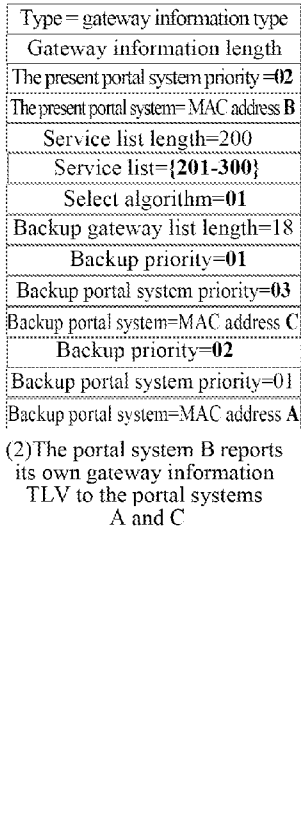 Type = gateway information type
Gateway information length
The present portal system priority =02
The present portal system= MAC address B
Service list length=200
Service list={201-300}
Select algorithm=01
Backup gateway list length=18
Backup priority=01
Backup portal system priority=03
Backup portal system=MAC address C
Backup priority=02
Backup portal system priority=01
Backup portal system=MAC address A
(2)The portal system B reports
its own gateway information
TLV to the portal systems
A and C